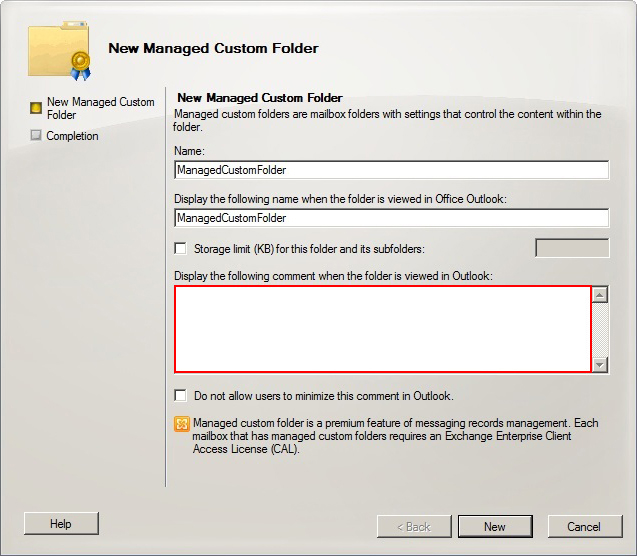 New Managed Custom Folder
New Managed Custom
Folder
Completion
New Managed Custom Folder
Managed custom folders are mailbox folders with settings that control the content within the
folder.
Name:
ManagedCustomFolder
Display the following name when the folder is viewed in Office Outlook:
ManagedCustomFolder
Storage limit (KB) for this folder and its subfolders:
Display the following comment when the folder is viewed in Outlook:
Do not allow users to minimize this comment in Outlook.
Managed custom folder is a premium feature of messaging records management. Each
mailbox that has managed custom folders requires an Exchange Enterprise Client
Access License (CAL).
Help
< Back
New
Cancel